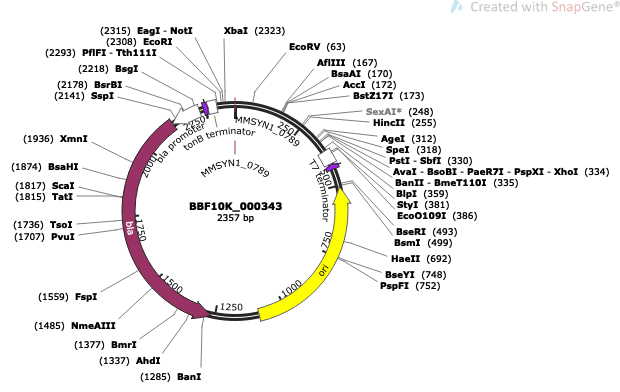 Created with SnapGene®
(2315) EagI - NotI
(2308) EcoRI
(2293) PflFI - Tth111I
(2218) BsgI
(2178) BsrBI
(2141) SspI
(1936) XmnI
(1874) BsaHI
(1817) ScaI
(1815) TatI
(1736) TsoI
(1707) PvuI
(1559) FspI
(1485) NmeAIII
(1377) BmrI
(1337) AhdI
(1285) BanI
XbaI (2323)
EcoRV (63)
AflIII (167)
BsaAI (170)
AccI (172)
BstZ17I (173)
SexAI* (248)
HincII (255)
AgeI (312)
SpeI (318)
PstI - SbfI (330)
AvaI - BsoBI - PaeR7I - PspXI - XhoI (334)
BanII - BmeT110I (335)
BlpI (359)
StyI (381)
EcoO109I (386)
BseRI (493)
BsmI (499)
HaeII (692)
BseYI (748)
PspFI (752)
bla promoter
tonB terminator
MMSYN1_0789
MMSYN1_0789
T7 terminator
BBF10K_000343
2357 bp
bla
ori
250
500
750
1000
1250
1500
1750
2000
2250